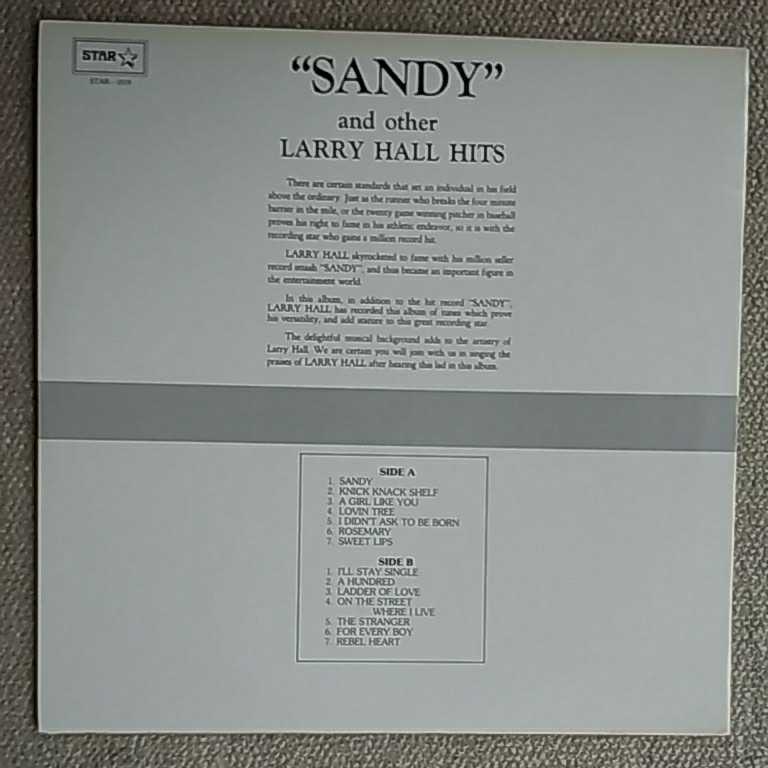 STAR
STAR -
"SANDY"
and other
LARRY HALL HITS
There are certain standards that set an individual in his field
above the ordinary. Just as the runner who breaks the four minute
barrier in the mile, or the twenty game winning pitcher in baseball
proves his right to fame in his athletic endeavor, so it is with the
recording star who gains a million record hit.
LARRY HALL skyrocketed to fame with his million seller
record smash "SANDY", and thus became an important figure in
the entertainment world.
In this album, in addition to the hit record "SANDY",
LARRY HALL has recorded this album of tunes which prove
his versatility, and add stature to this great recording star.
The delightful musical background adds to the artistry of
Larry Hall. We are certain you will join with us in singing the
praises of LARRY HALL after hearing this lad in this album.
SIDE A
1. SANDY
2. KNICK KNACK SHELF
3. A GIRL LIKE YOU
4. LOVIN TREE
5. I DIDN'T ASK TO BE BORN
6. ROSEMARY
7. SWEET LIPS
SIDE B
1. I'LL STAY SINGLE
2. A HUNDRED
3. LADDER OF LOVE
4. ON THE STREET
WHERE I LIVE
5. THE STRANGER
6. FOR EVERY BOY
7. REBEL HEART